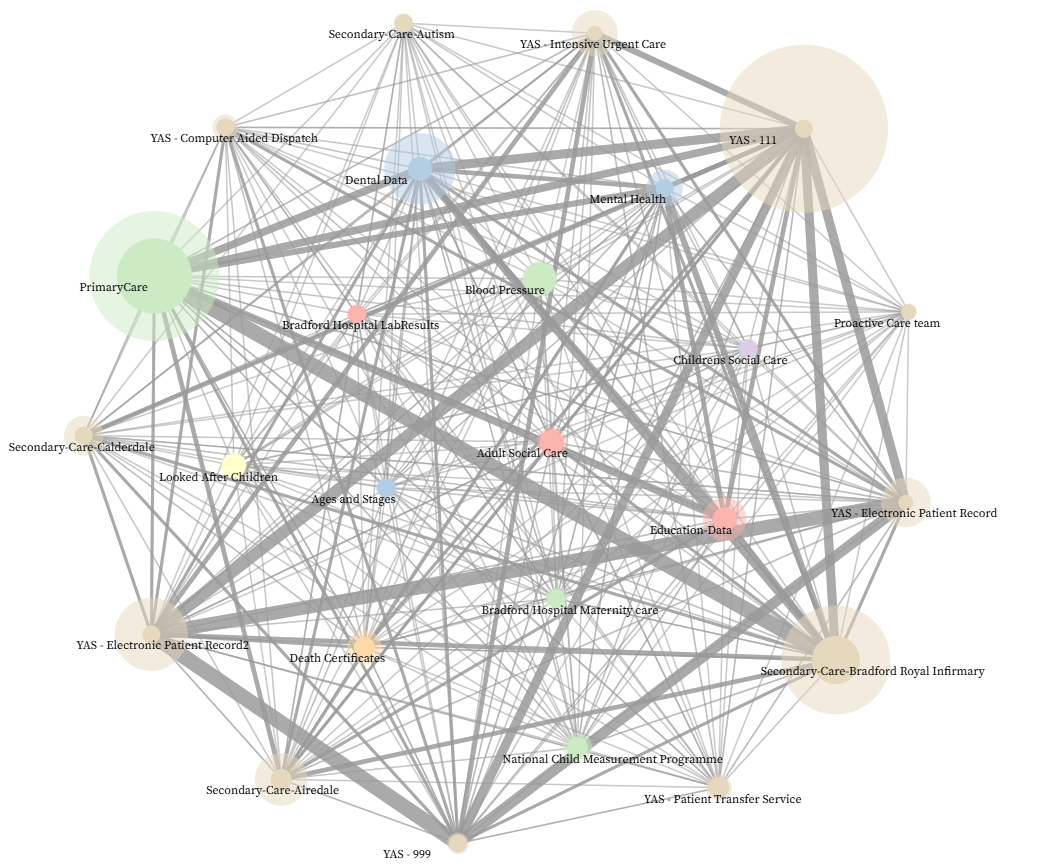 Secondary-Care-Autism
YAS - Intensive Urgent Care
YAS - Computer Aided Dispatch
YAS - 111
Dental Data
Mental Health
PrimaryCare
Blood Pressure
Bradford Hospital LabResults
Proactive Care team
Childrens Social Care
Secondary-Care-Calderdale
Adult Social Care
Looked After Children
Ages and Stages
YAS - Electronic Patient Record
Education-Data
Bradford Hospital Maternity care
YAS - Electronic Patient Record2
Death Certificates
Secondary-Care-Bradford Royal Infirmary
National Child Measurement Programme
Secondary-Care-Airedale
YAS - Patient Transfer Service
YAS - 999